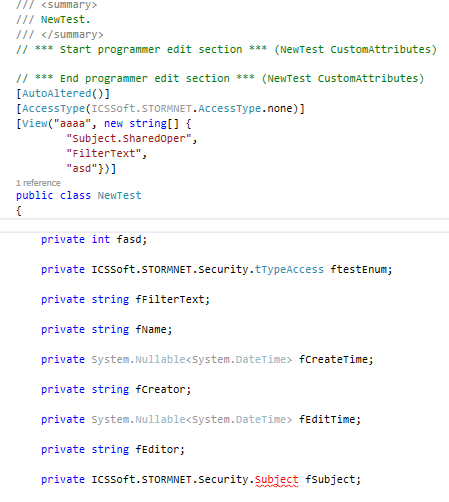 /// <summary>
/// NewTest.
/// </summary>
// *** Start programmer edit section *** (NewTest CustomAttributes)
// *** End programmer edit section *** (NewTest CustomAttributes)
[AutoAltered()]
[AccessType(ICSSoft.STORMNET.AccessType.none)]
[View("aaaa", new string[] {
"Subject.SharedOper",
"FilterText",
"asd"})]
1 reference
public class NewTest
{
private int fasd;
private ICSSoft.STORMNET.Security.tTypeAccess ftestEnum;
private string fFilterText;
private string fName;
private System.Nullable<System.DateTime> fCreateTime;
private string fCreator;
private System.Nullable<System.DateTime> fEditTime;
private string fEditor;
private ICSSoft.STORMNET.Security.Subject fSubject;